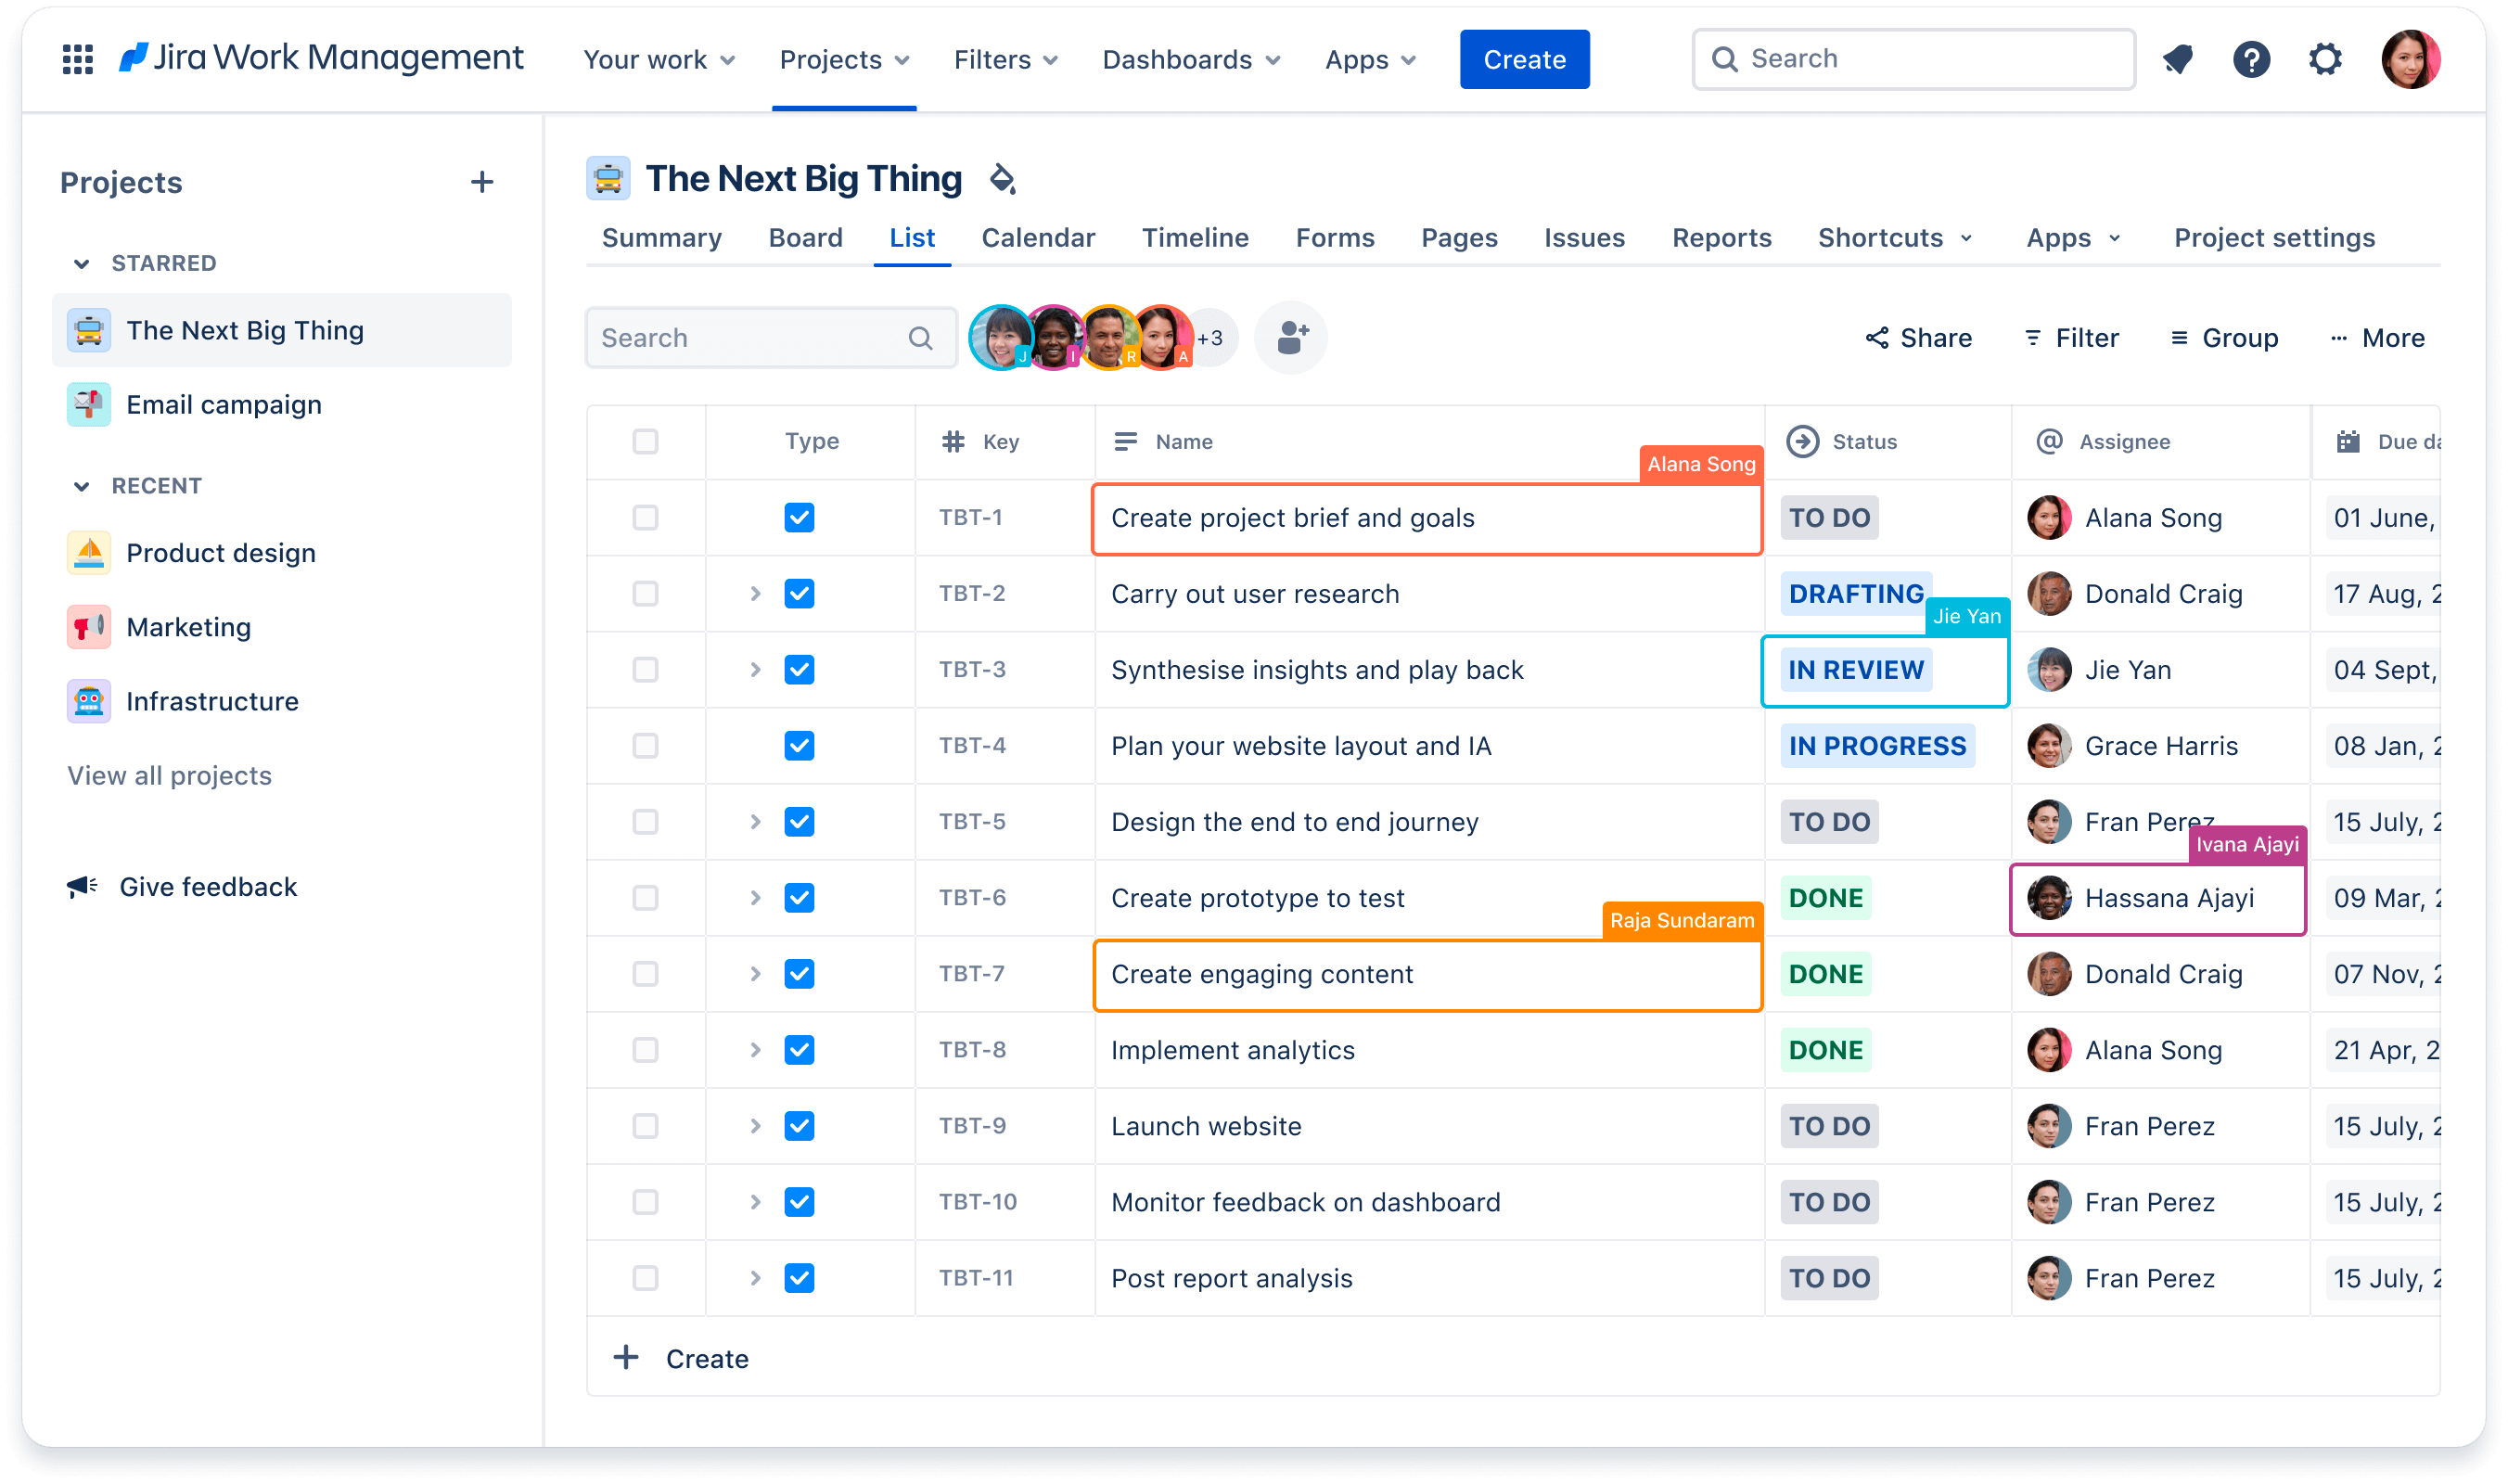 Jira Work Management Your work Projects Filters Dashboards Apps Create Search
Projects
STARRED
The Next Big Thing
Email campaign
RECENT
Product design
Marketing
Infrastructure
View all projects
Give feedback
The Next Big Thing
Summary Board List Calendar Timeline Forms Pages Issues Reports Shortcuts Apps Project settings
Search J I R A +3 Share Filter Group More
Type Key Name Status Assignee Due da
Alana Song
TBT-1 Create project brief and goals TO DO Alana Song 01 June,
TBT-2 Carry out user research DRAFTING Donald Craig 17 Aug, 2
Jie Yan
TBT-3 Synthesise insights and play back IN REVIEW Jie Yan 04 Sept,
TBT-4 Plan your website layout and IA IN PROGRESS Grace Harris 08 Jan, 2
TBT-5 Design the end to end journey TO DO Fran Perez 15 July, 2
Ivana Ajayi
TBT-6 Create prototype to test DONE Hassana Ajayi 09 Mar, 2
Raja Sundaram
TBT-7 Create engaging content DONE Donald Craig 07 Nov, 2
TBT-8 Implement analytics DONE Alana Song 21 Apr, 2
TBT-9 Launch website TO DO Fran Perez 15 July, 2
TBT-10 Monitor feedback on dashboard TO DO Fran Perez 15 July, 2
TBT-11 Post report analysis TO DO Fran Perez 15 July, 2
Create